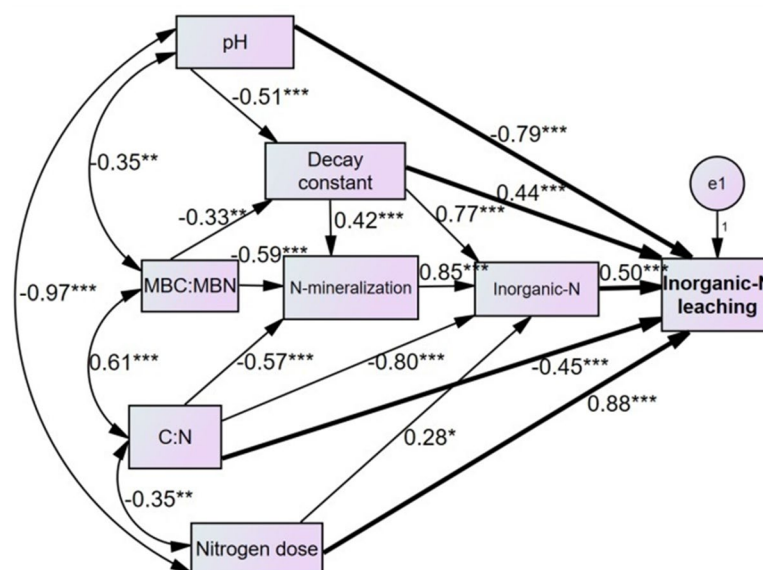 pH
-0.51***
-0.79***
-0.35**
Decay
constant
e1
0.44***
-0.33**
0.42***
0.77***
1
-0.59***
MBC:MBN
N-mineralization
0.85***
Inorganic-N
0.50***
Inorganic-N
leaching
-0.97***
0.61***
-0.57***
-0.80***
-0.45***
0.88***
C:N
0.28*
-0.35**
Nitrogen dose